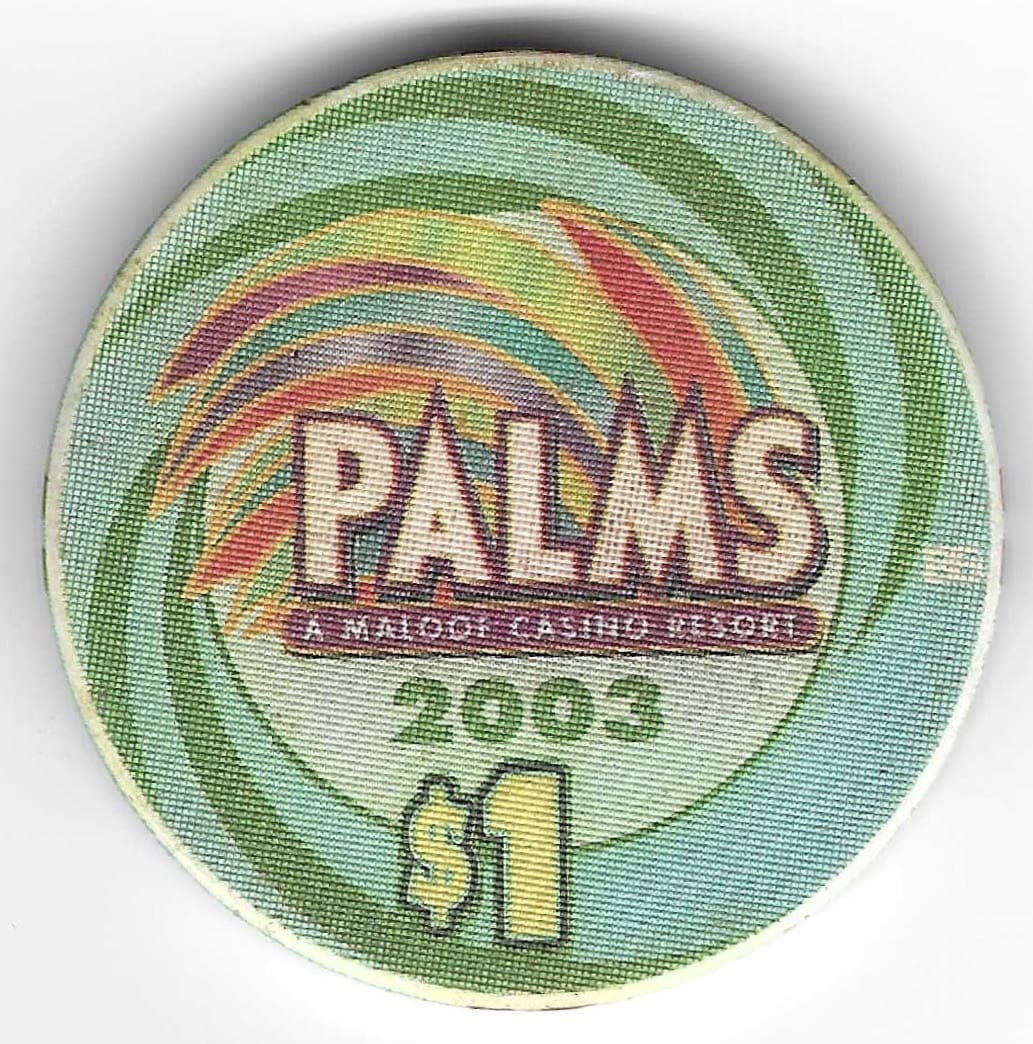 PALMS
A MALOOF CASINO RESORT
2003
$1